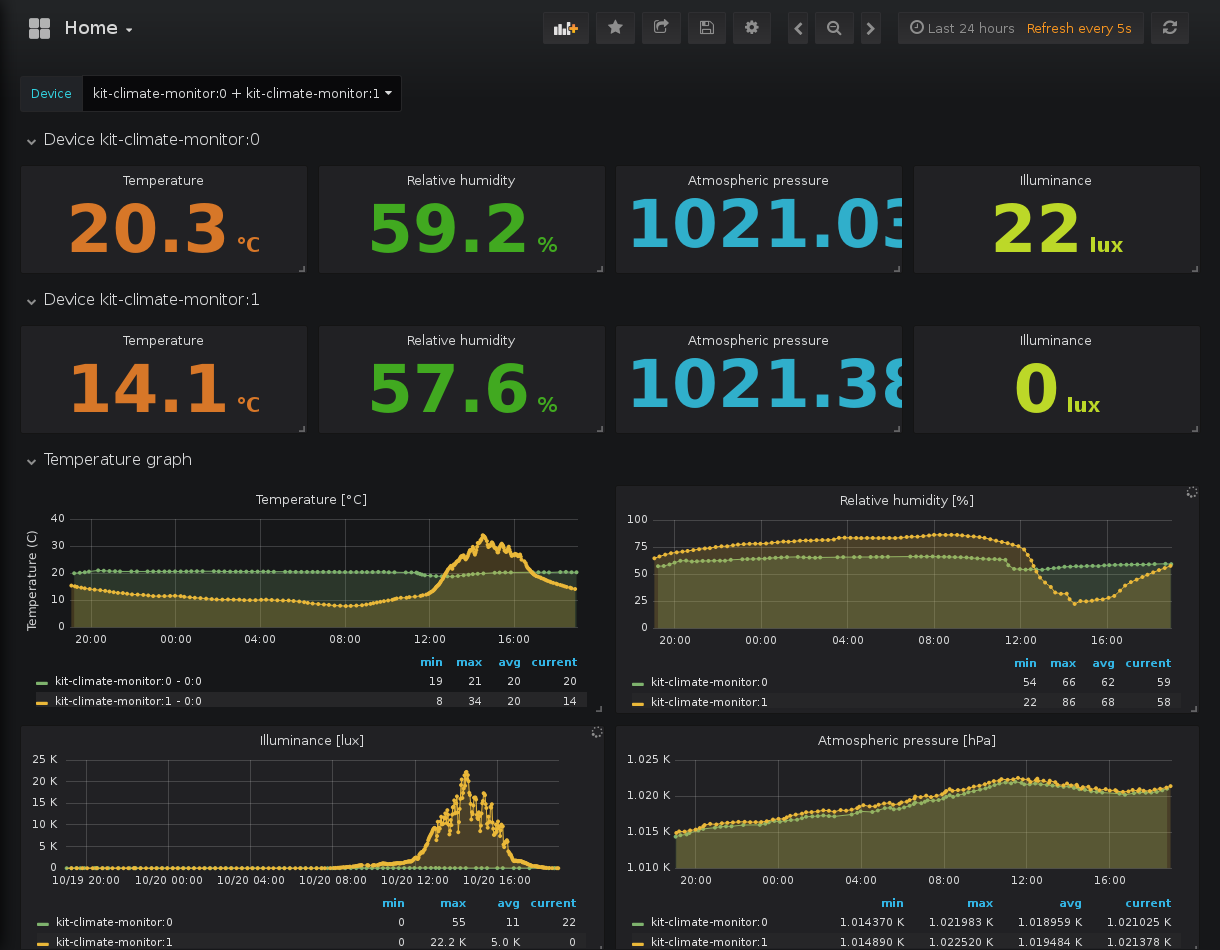 Home
Last 24 hours Refresh every 5s
Device kit-climate-monitor:0 + kit-climate-monitor:1
Device kit-climate-monitor:0
Temperature Relative humidity Atmospheric pressure Illuminance
20.3 °C 59.2 % 1021.03 22 lux
Device kit-climate-monitor:1
Temperature Relative humidity Atmospheric pressure Illuminance
14.1 °C 57.6 % 1021.38 0 lux
Temperature graph
Temperature [°C]
Temperature (C)
40
30
20
10
0
20:00 00:00 04:00 08:00 12:00 16:00
min max avg current
kit-climate-monitor:0 - 0:0 19 21 20 20
kit-climate-monitor:1 - 0:0 8 34 20 14
Relative humidity [%]
100
75
50
25
0
20:00 00:00 04:00 08:00 12:00 16:00
min max avg current
kit-climate-monitor:0 54 66 62 59
kit-climate-monitor:1 22 86 68 58
Illuminance [lux]
25 K
20 K
15 K
10 K
5 K
0
10/19 20:00 10/20 00:00 10/20 04:00 10/20 08:00 10/20 12:00 10/20 16:00
min max avg current
kit-climate-monitor:0 0 55 11 22
kit-climate-monitor:1 0 22.2 K 5.0 K 0
Atmospheric pressure [hPa]
1.025 K
1.020 K
1.015 K
1.010 K
20:00 00:00 04:00 08:00 12:00 16:00
min max avg current
kit-climate-monitor:0 1.014370 K 1.021983 K 1.018959 K 1.021025 K
kit-climate-monitor:1 1.014890 K 1.022520 K 1.019484 K 1.021378 K